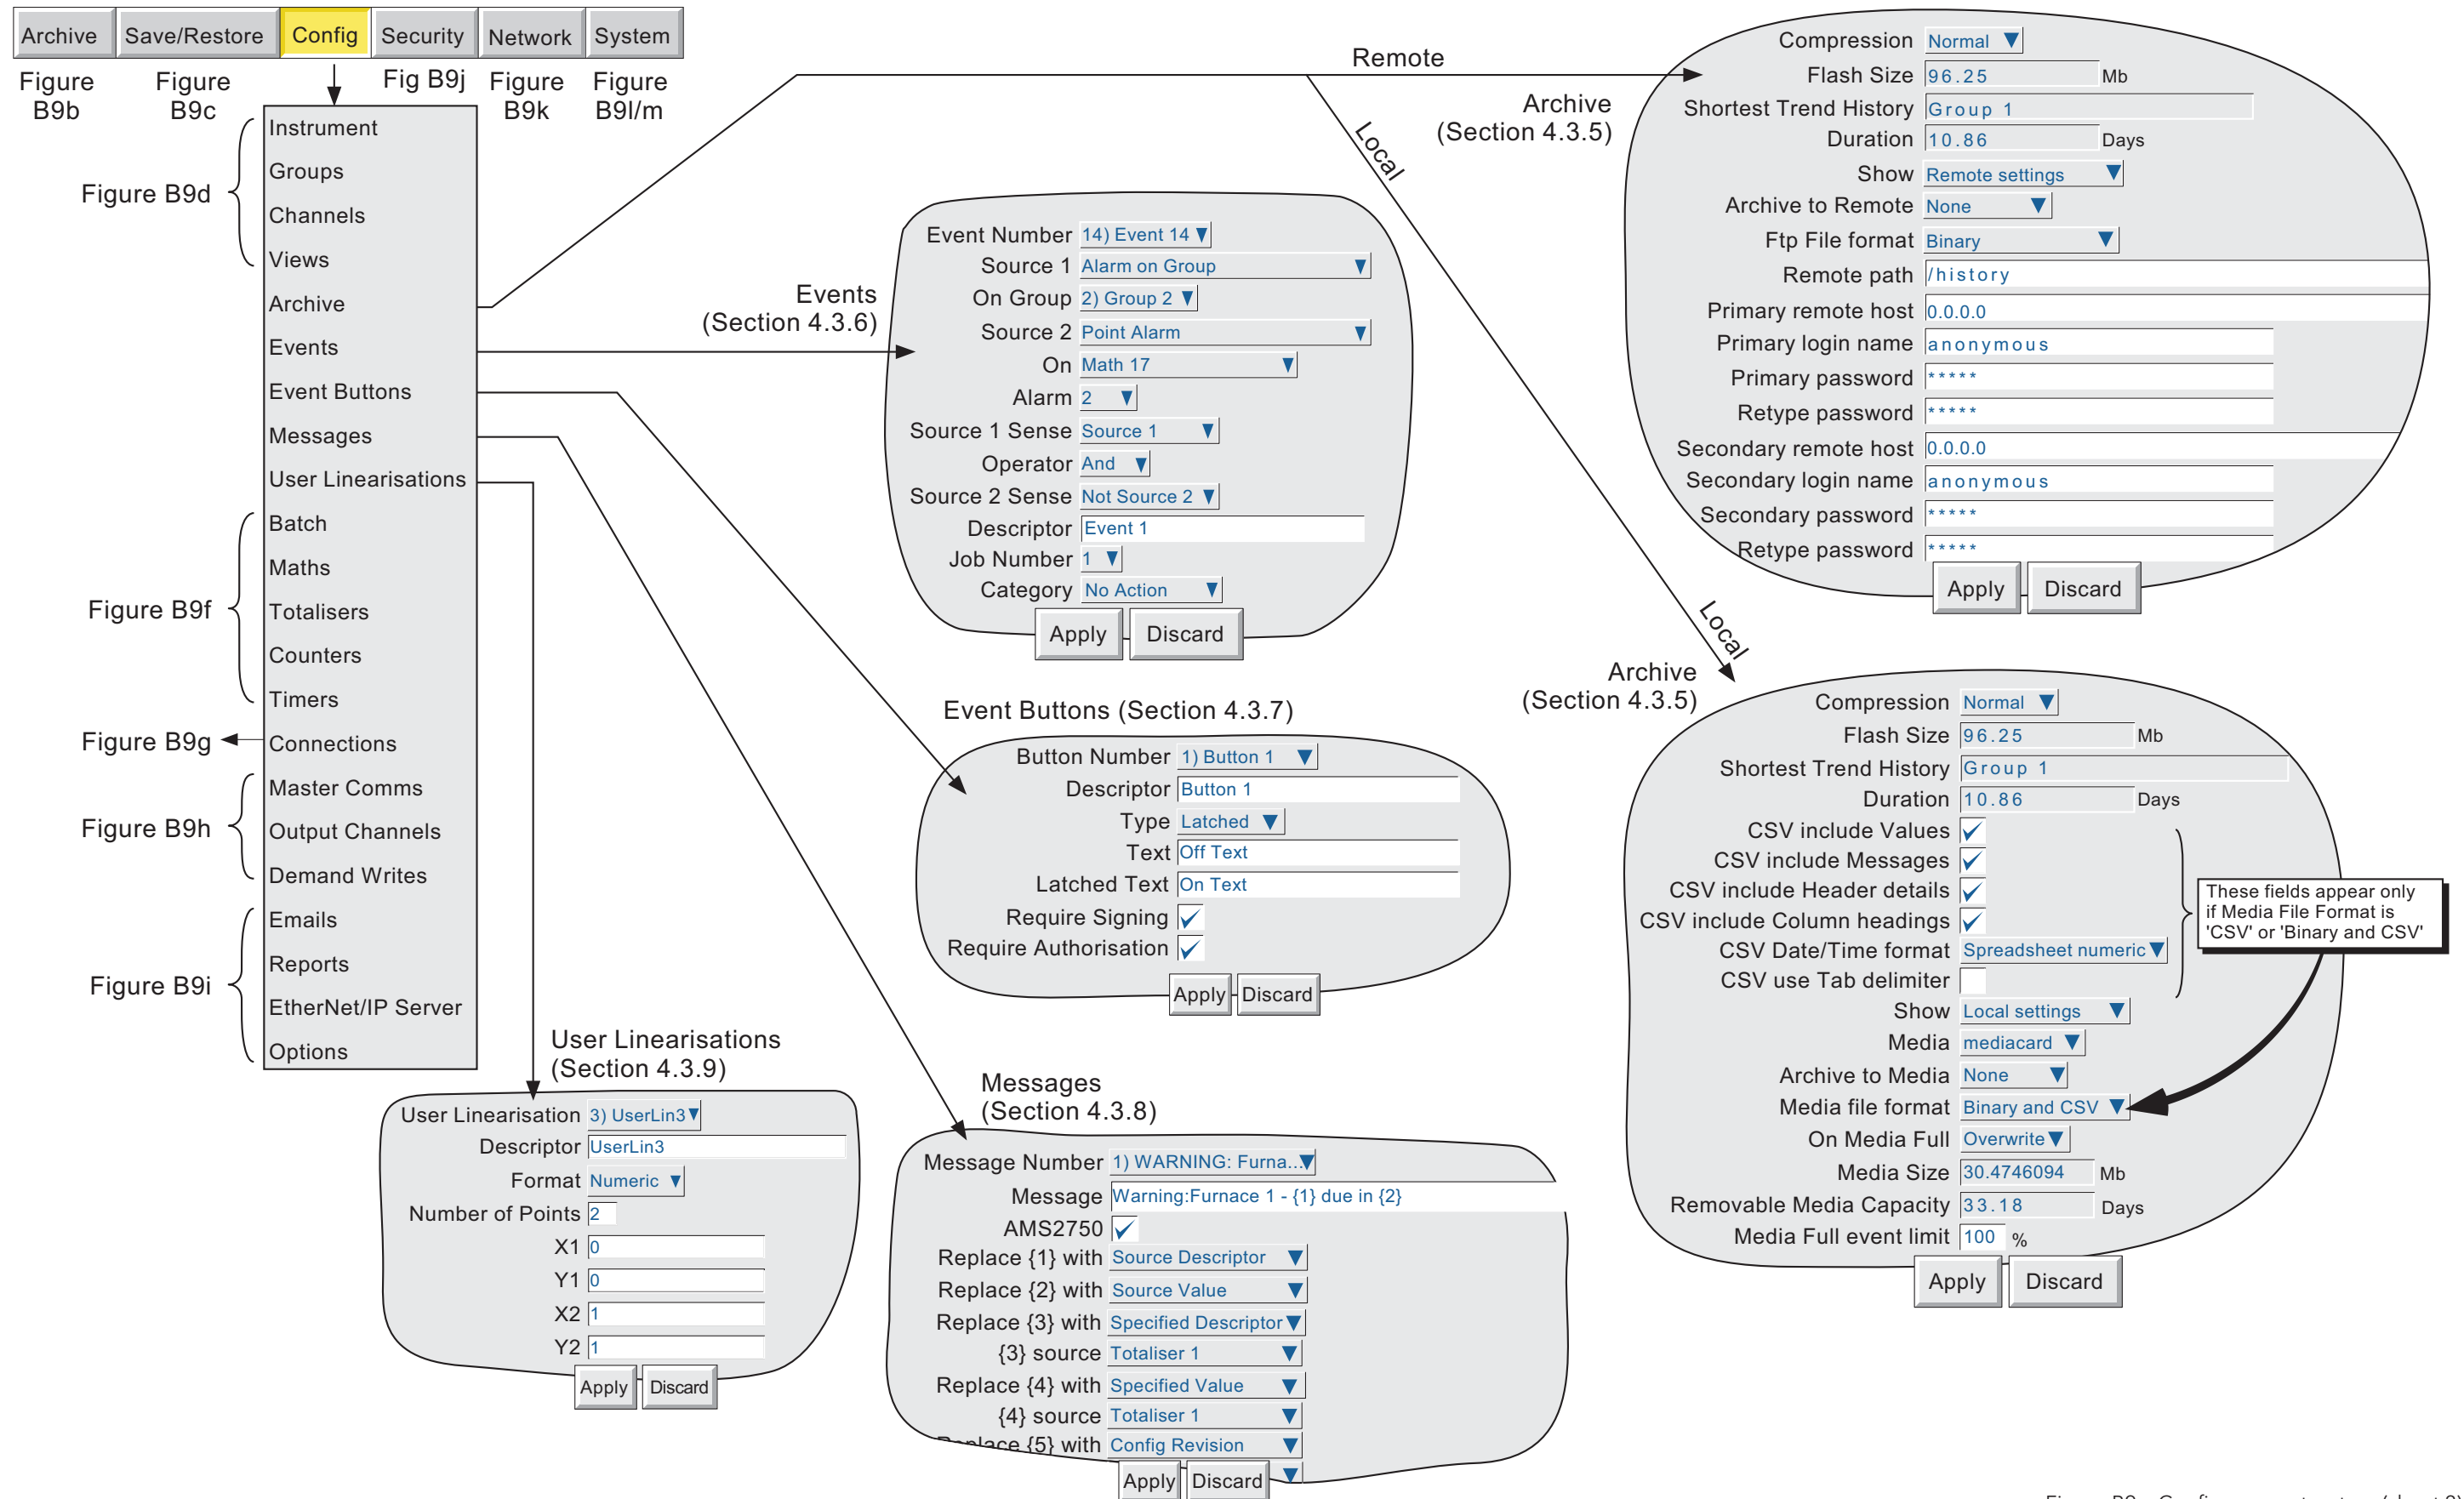 Archive
Save/Restore
Config
Security
Network
System
Figure
B9b
Figure
B9c
Fig B9j
Figure
B9k
Figure
B9l/m
Instrument
Groups
Channels
Views
Archive
Events
Event Buttons
Messages
User Linearisations
Batch
Maths
Totalisers
Counters
Timers
Connections
Master Comms
Output Channels
Demand Writes
Emails
Reports
EtherNet/IP Server
Options
Figure B9d
Figure B9f
Figure B9g
Figure B9h
Figure B9i
Remote
Local
Local
Archive
(Section 4.3.5)
Compression Normal
Flash Size 96.25 Mb
Shortest Trend History Group 1
Duration 10.86 Days
Show Remote settings
Archive to Remote None
Ftp File format Binary
Remote path /history
Primary remote host 0.0.0.0
Primary login name anonymous
Primary password *****
Retype password *****
Secondary remote host 0.0.0.0
Secondary login name anonymous
Secondary password *****
Retype password *****
Apply Discard
Events
(Section 4.3.6)
Event Number 14) Event 14
Source 1 Alarm on Group
On Group 2) Group 2
Source 2 Point Alarm
On Math 17
Alarm 2
Source 1 Sense Source 1
Operator And
Source 2 Sense Not Source 2
Descriptor Event 1
Job Number 1
Category No Action
Apply Discard
Event Buttons (Section 4.3.7)
Button Number 1) Button 1
Descriptor Button 1
Type Latched
Text Off Text
Latched Text On Text
Require Signing
Require Authorisation
Apply Discard
Archive
(Section 4.3.5)
Compression Normal
Flash Size 96.25 Mb
Shortest Trend History Group 1
Duration 10.86 Days
CSV include Values
CSV include Messages
CSV include Header details
CSV include Column headings
CSV Date/Time format Spreadsheet numeric
CSV use Tab delimiter
Show Local settings
Media mediacard
Archive to Media None
Media file format Binary and CSV
On Media Full Overwrite
Media Size 30.4746094 Mb
Removable Media Capacity 33.18 Days
Media Full event limit 100 %
Apply Discard
These fields appear only
if Media File Format is
'CSV' or 'Binary and CSV'
User Linearisations
(Section 4.3.9)
User Linearisation 3) UserLin3
Descriptor UserLin3
Format Numeric
Number of Points 2
X1 0
Y1 0
X2 1
Y2 1
Apply Discard
Messages
(Section 4.3.8)
Message Number 1) WARNING: Furna...
Message Warning:Furnace 1 - {1} due in {2}
AMS2750
Replace {1} with Source Descriptor
Replace {2} with Source Value
Replace {3} with Specified Descriptor
{3} source Totaliser 1
Replace {4} with Specified Value
{4} source Totaliser 1
Replace {5} with Config Revision
Apply Discard